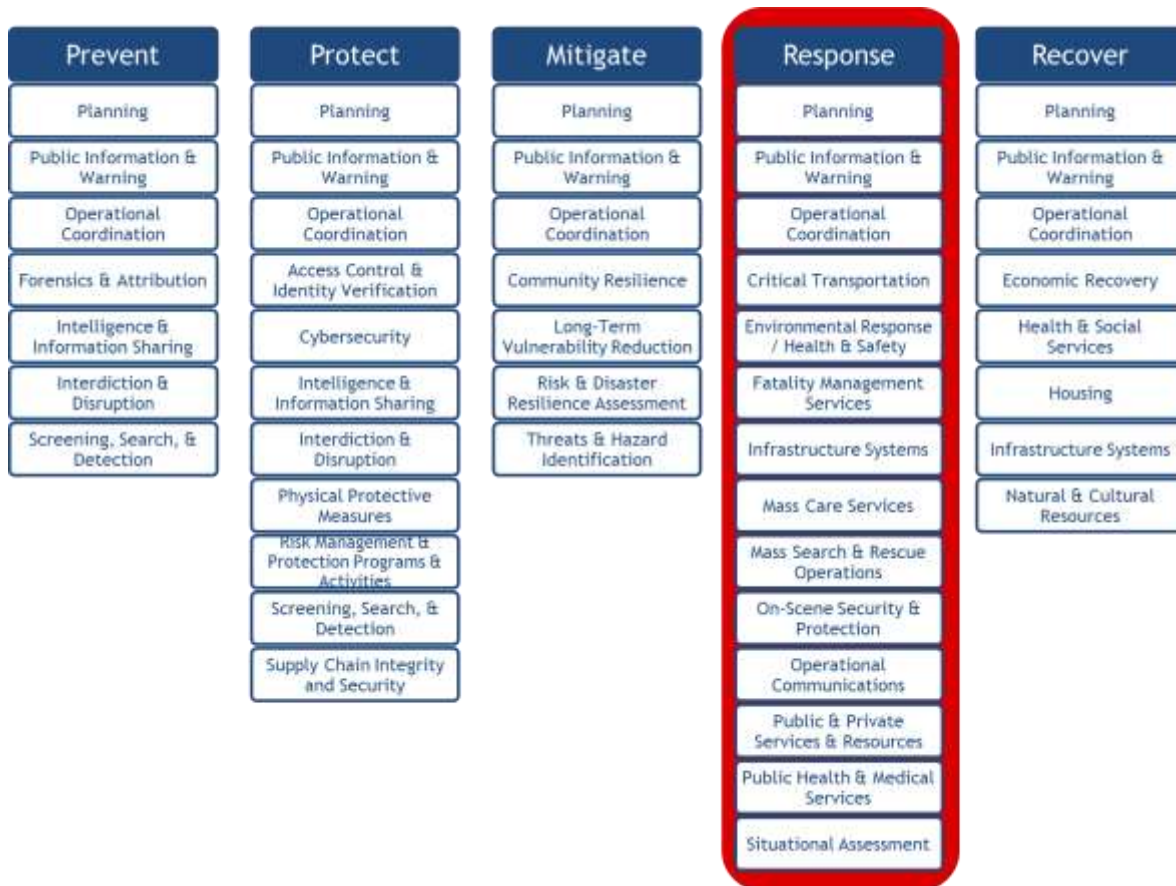 Prevent
Planning
Public Information &
Warning
Operational
Coordination
Forensics & Attribution
Intelligence &
Information Sharing
Interdiction &
Disruption
Screening, Search, &
Detection
Protect
Planning
Public Information &
Warning
Operational
Coordination
Access Control &
Identity Verification
Cybersecurity
Intelligence &
Information Sharing
Interdiction &
Disruption
Physical Protective
Measures
Risk Management &
Protection Programs &
Activities
Screening, Search, &
Detection
Supply Chain Integrity
and Security
Mitigate
Planning
Public Information &
Warning
Operational
Coordination
Community Resilience
Long-Term
Vulnerability Reduction
Risk & Disaster
Resilience Assessment
Threats & Hazard
Identification
Response
Planning
Public Information &
Warning
Operational
Coordination
Critical Transportation
Environmental Response
/ Health & Safety
Fatality Management
Services
Infrastructure Systems
Mass Care Services
Mass Search & Rescue
Operations
On-Scene Security &
Protection
Operational
Communications
Public & Private
Services & Resources
Public Health & Medical
Services
Situational Assessment
Recover
Planning
Public Information &
Warning
Operational
Coordination
Economic Recovery
Health & Social
Services
Housing
Infrastructure Systems
Natural & Cultural
Resources